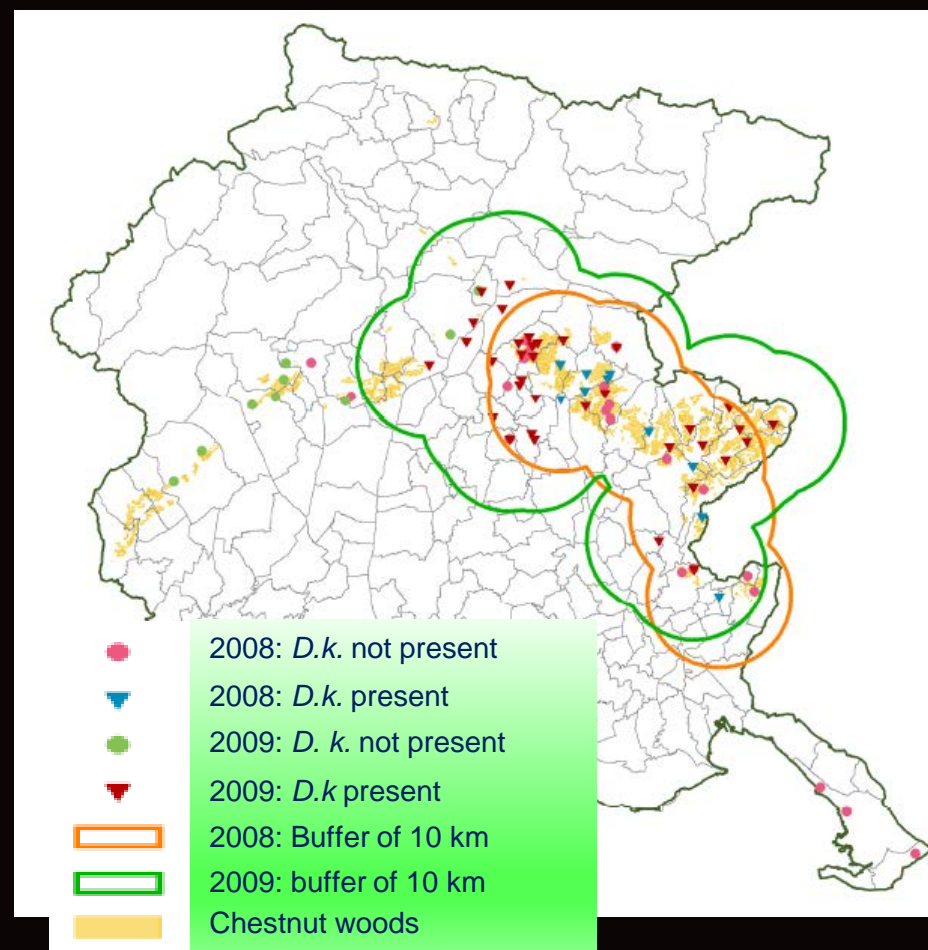 2008: D.k. not present
2008: D.k. present
2009: D. k. not present
2009: D.k present
2008: Buffer of 10 km
2009: buffer of 10 km
Chestnut woods